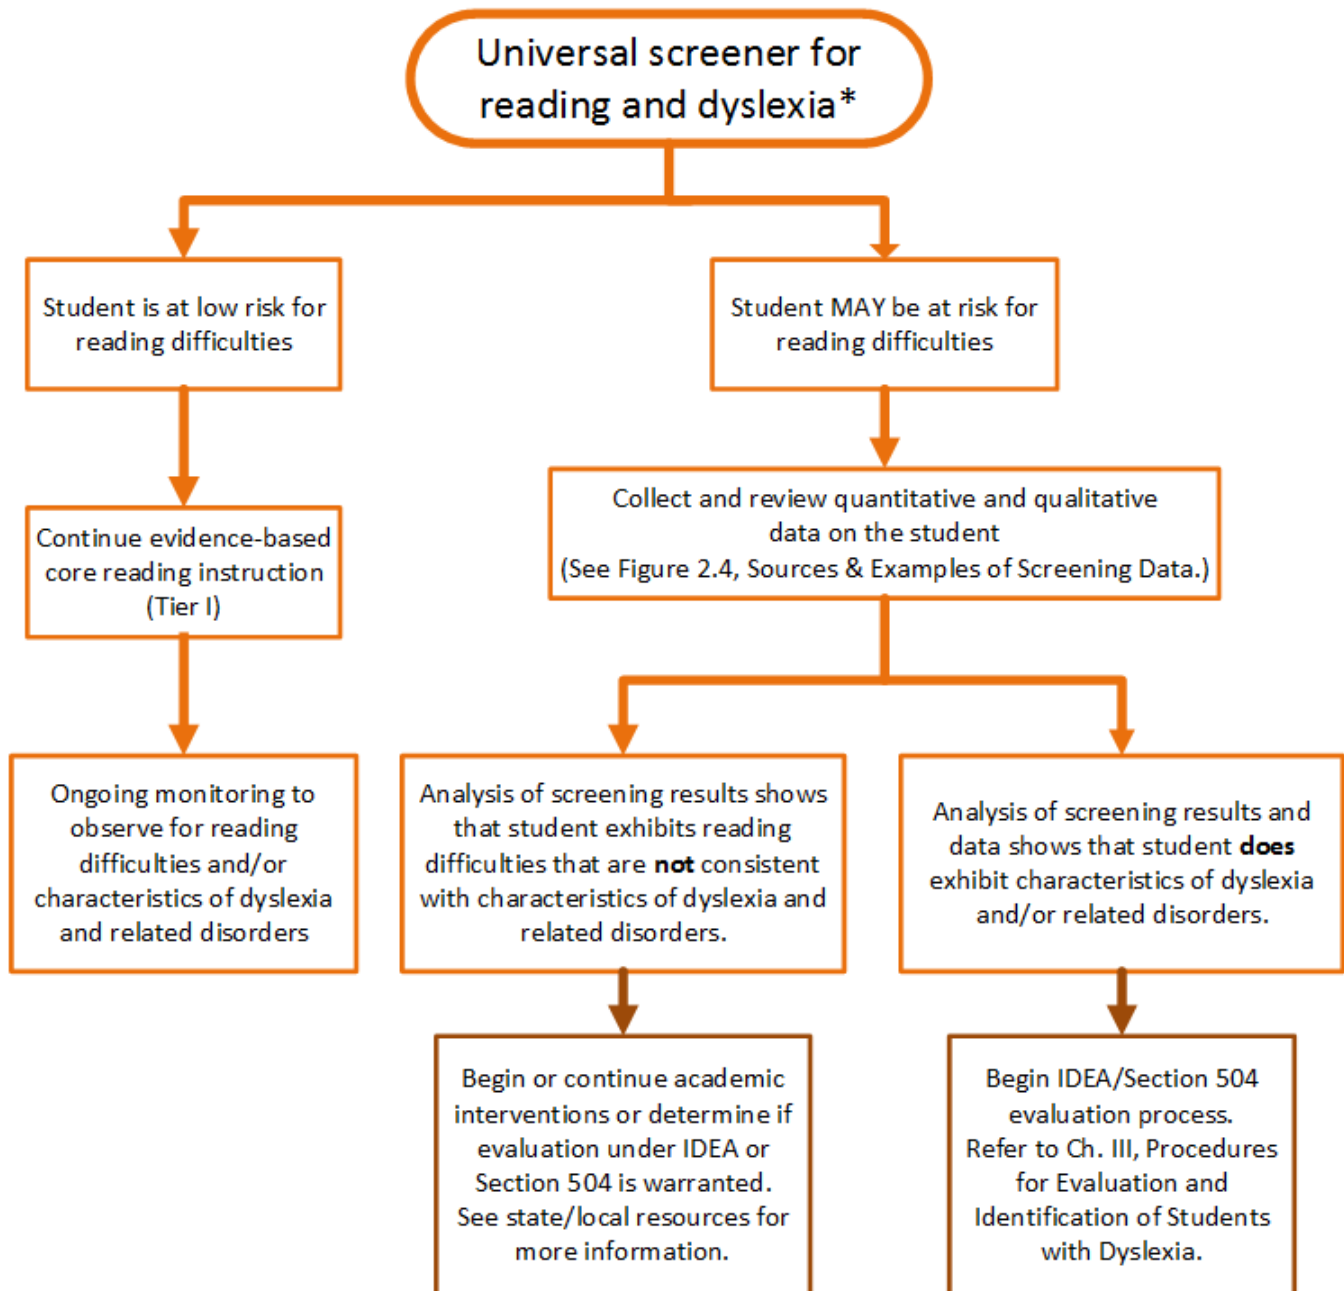 Universal screener for
reading and dyslexia*
Student is at low risk for
reading difficulties
Student MAY be at risk for
reading difficulties
Continue evidence-based
core reading instruction
(Tier I)
Collect and review quantitative and qualitative
data on the student
(See Figure 2.4, Sources & Examples of Screening Data.)
Ongoing monitoring to
observe for reading
difficulties and/or
characteristics of dyslexia
and related disorders
Analysis of screening results shows
that student exhibits reading
difficulties that are not consistent
with characteristics of dyslexia and
related disorders.
Analysis of screening results and
data shows that student does
exhibit characteristics of dyslexia
and/or related disorders.
Begin or continue academic
interventions or determine if
evaluation under IDEA or
Section 504 is warranted.
See state/local resources for
more information.
Begin IDEA/Section 504
evaluation process.
Refer to Ch. III, Procedures
for Evaluation and
Identification of Students
with Dyslexia.